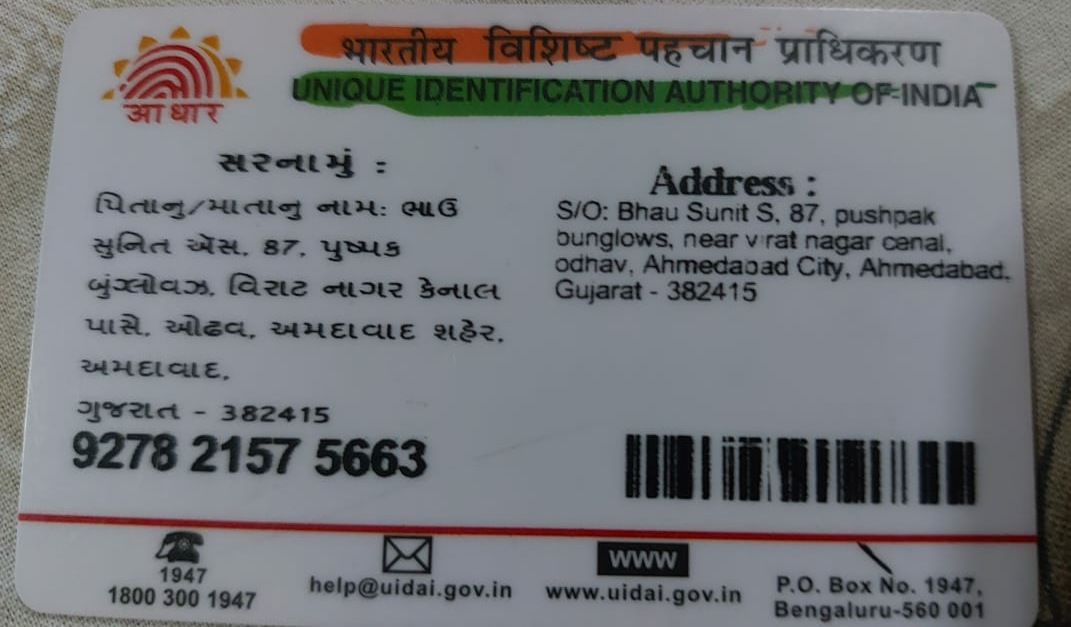 आधार
भारतीय विशिष्ट पहचान प्राधिकरण
UNIQUE IDENTIFICATION AUTHORITY OF INDIA
સરનામું :
પિતાનુ/માતાનુ નામ: ભાઉ
સુનિત એસ, 87, પુષ્પક
બુંગ્લોવઝ, વિરાટ નાગર કેનાલ
પાસે, ઓઢવ, અમદાવાદ શહેર,
અમદાવાદ,
ગુજરાત - 382415
Address :
S/O: Bhau Sunit S, 87, pushpak
bunglows, near virat nagar cenal,
odhav, Ahmedabad City, Ahmedabad,
Gujarat - 382415
9278 2157 5663
1947
1800 300 1947
help@uidai.gov.in
WWW
www.uidai.gov.in
P.O. Box No. 1947,
Bengaluru-560 001